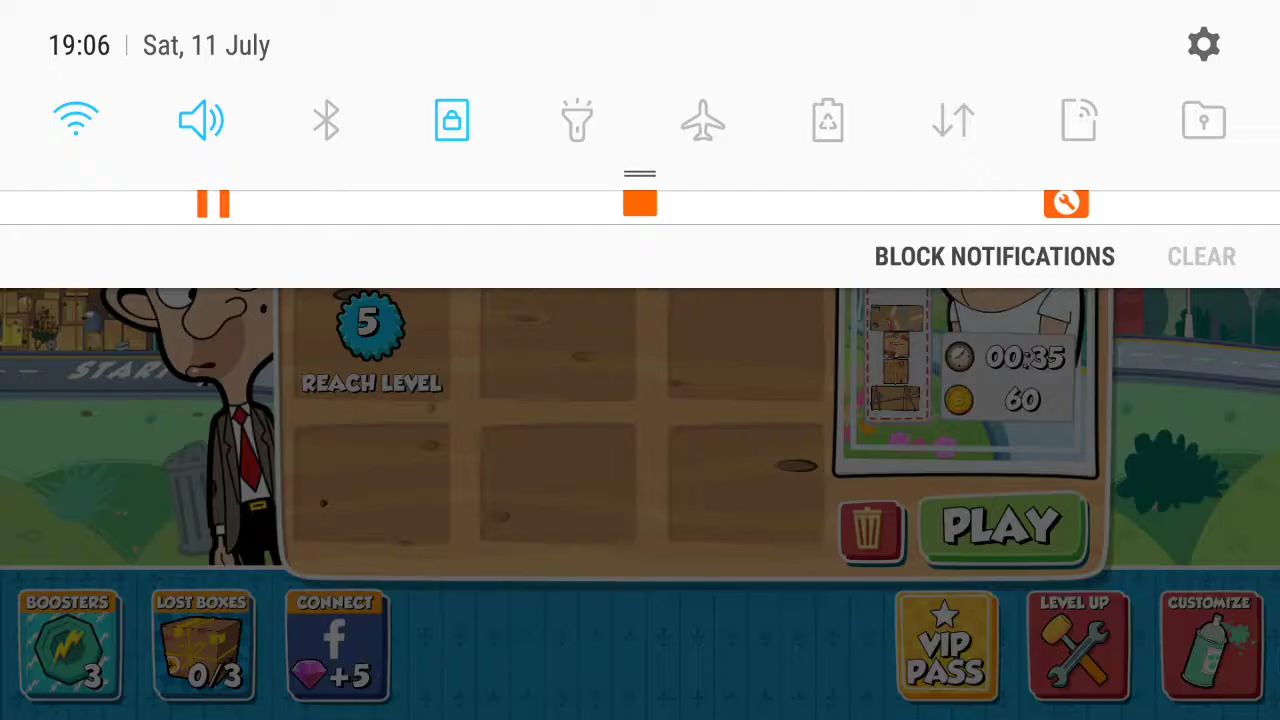 19:06 | Sat, 11 July
BLOCK NOTIFICATIONS CLEAR
START
5
REACH LEVEL
00:35
60
PLAY
BOOSTERS
3
LOST BOXES
0/3
CONNECT
f
+5
VIP
PASS
LEVEL UP
CUSTOMIZE